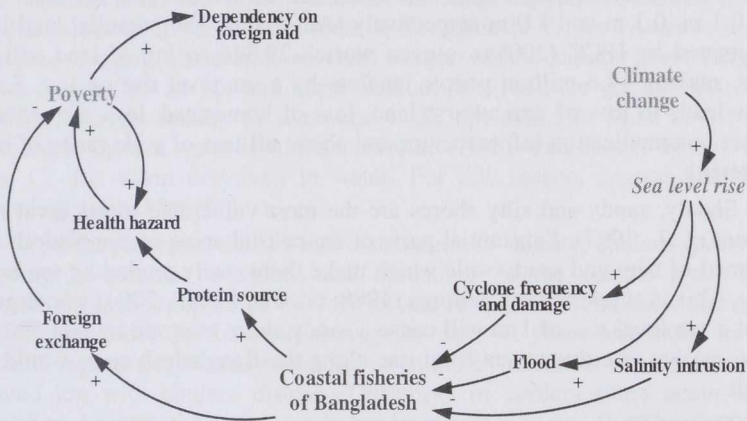 Dependency on
foreign aid
Poverty
Climate
change
Sea level rise
Health hazard
Protein source
Cyclone frequency
and damage
Foreign
exchange
Flood
Salinity intrusion
Coastal fisheries
of Bangladesh
+
+
+
+
+
+
+
+
+
+
-
-
-
-
-